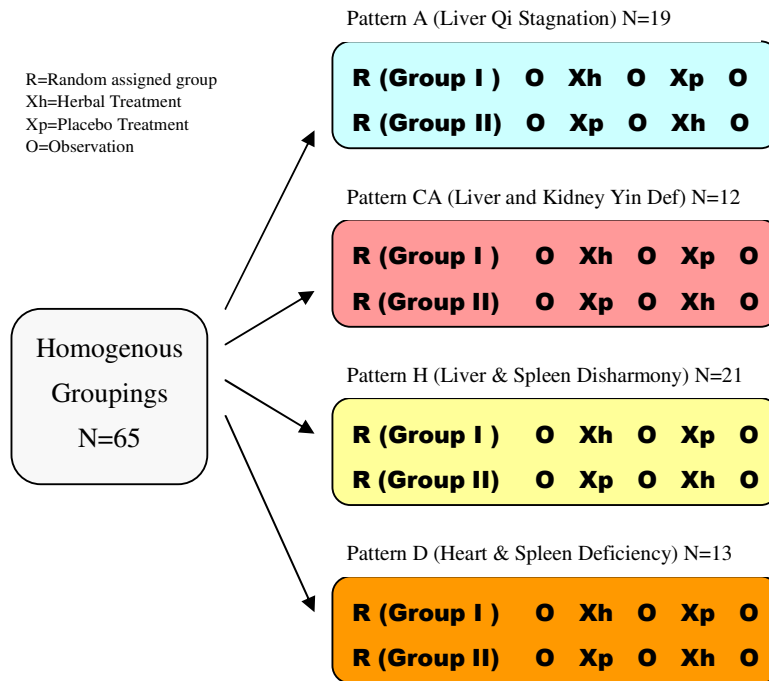 Pattern A (Liver Qi Stagnation) N=19
R=Random assigned group
Xh=Herbal Treatment
Xp=Placebo Treatment
O=Observation
R (Group I ) O Xh O Xp O
R (Group II) O Xp O Xh O
Pattern CA (Liver and Kidney Yin Def) N=12
R (Group I ) O Xh O Xp O
R (Group II) O Xp O Xh O
Homogenous
Groupings
N=65
Pattern H (Liver & Spleen Disharmony) N=21
R (Group I ) O Xh O Xp O
R (Group II) O Xp O Xh O
Pattern D (Heart & Spleen Deficiency) N=13
R (Group I ) O Xh O Xp O
R (Group II) O Xp O Xh O